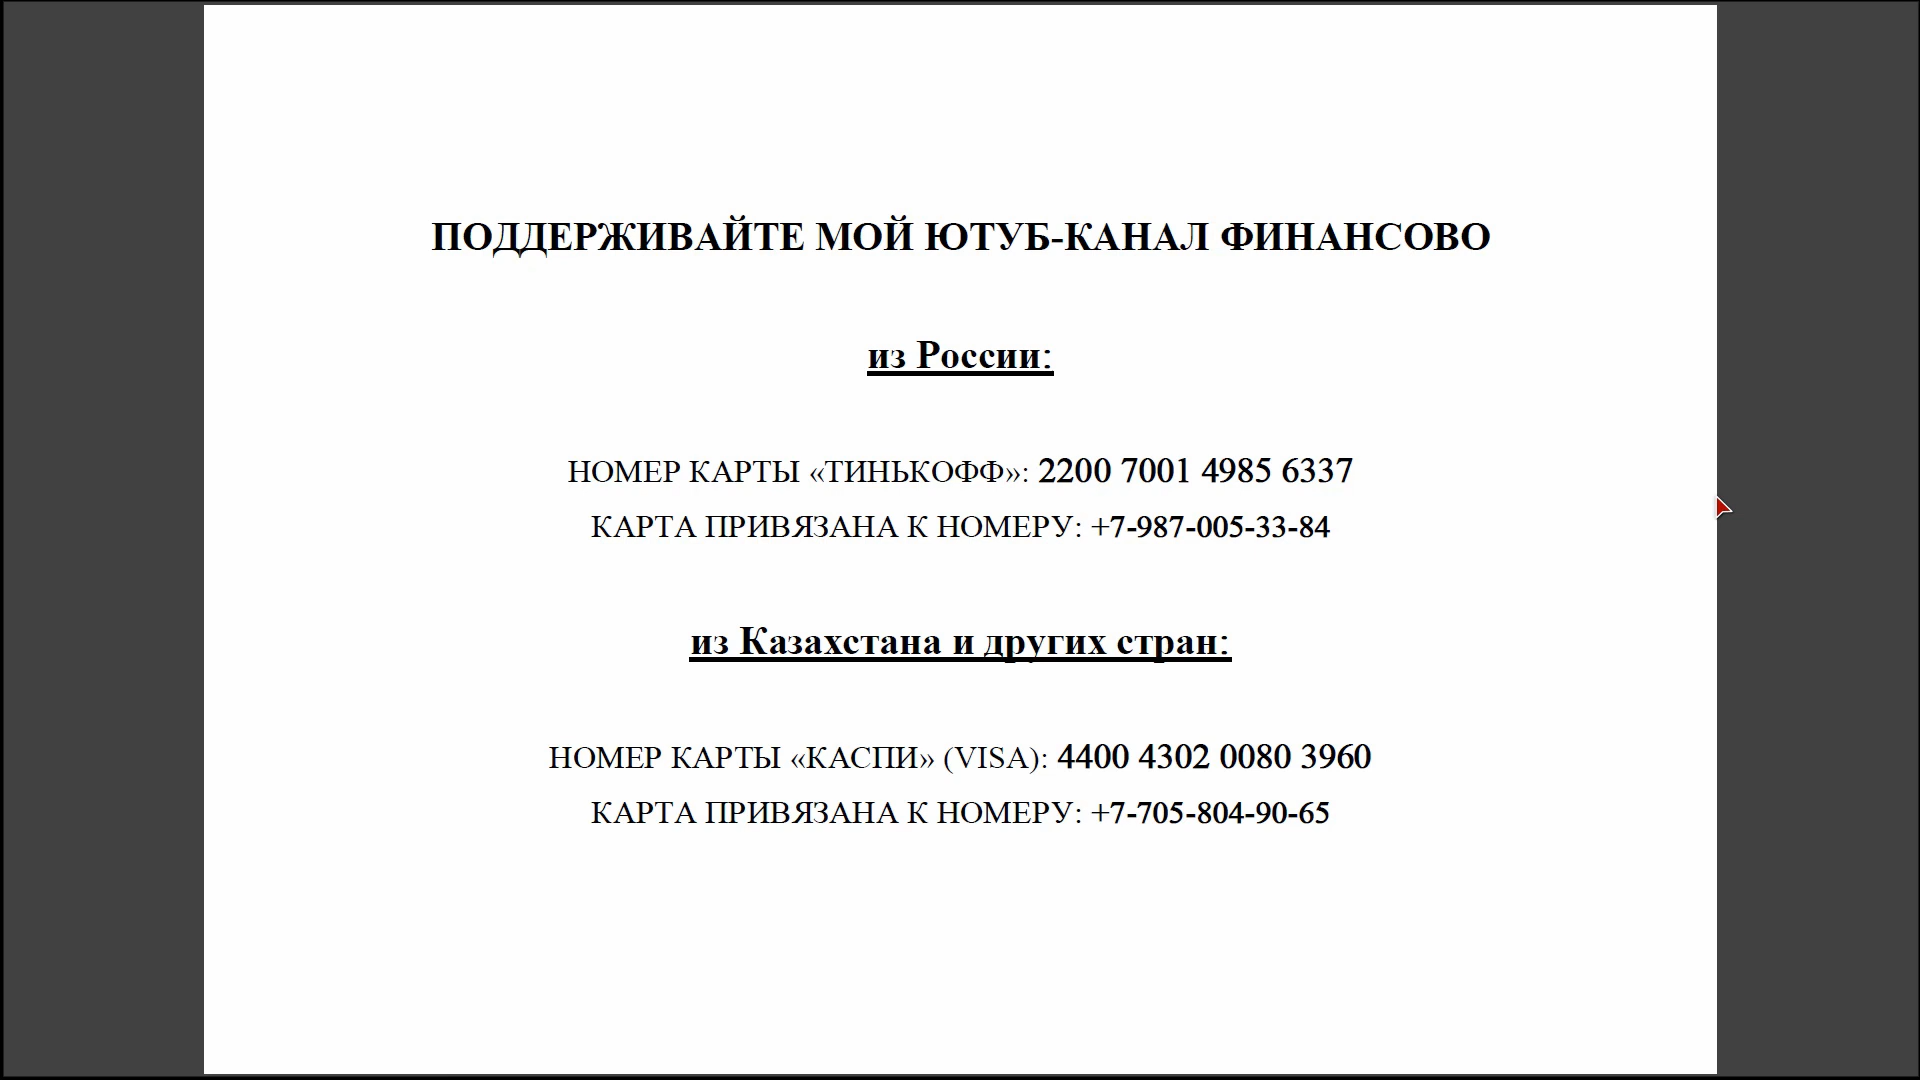 ПОДДЕРЖИВАЙТЕ МОЙ ЮТУБ-КАНАЛ ФИНАНСОВО
из России:
НОМЕР КАРТЫ «ТИНЬКОФФ»: 2200 7001 4985 6337
КАРТА ПРИВЯЗАНА К НОМЕРУ: +7-987-005-33-84
из Казахстана и других стран:
НОМЕР КАРТЫ «КАСПИ» (VISA): 4400 4302 0080 3960
КАРТА ПРИВЯЗАНА К НОМЕРУ: +7-705-804-90-65